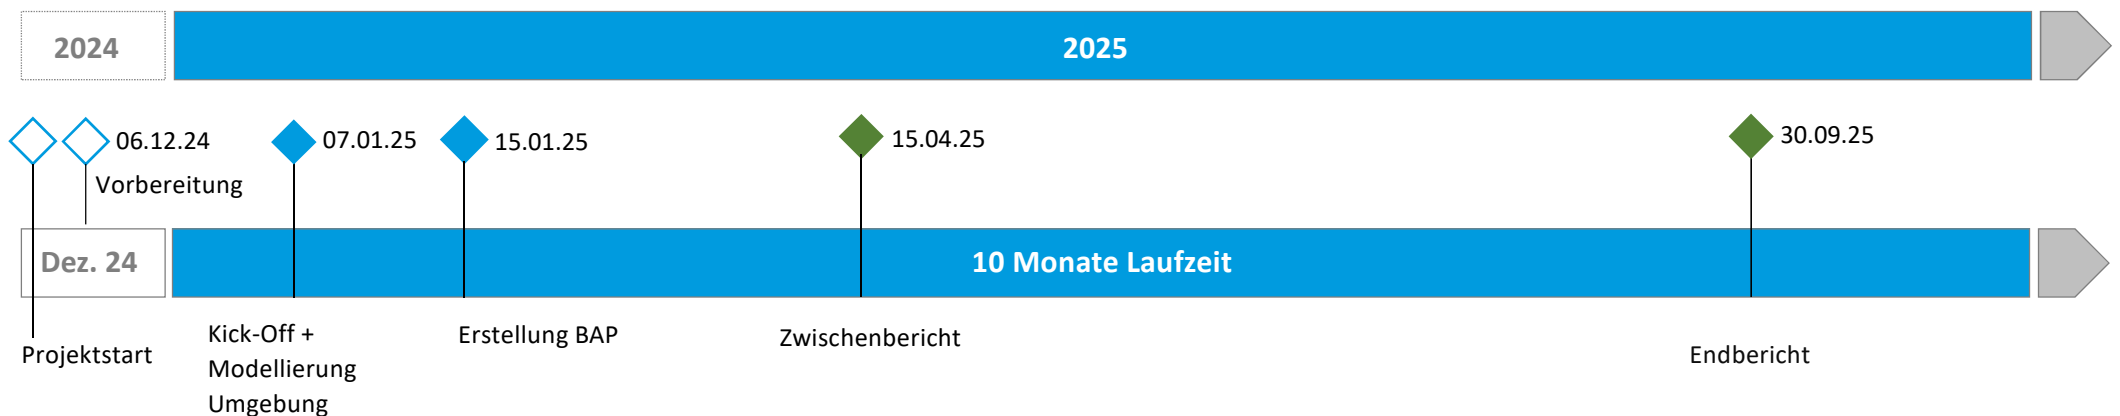 2024
2025
06.12.24
07.01.25
15.01.25
15.04.25
30.09.25
Vorbereitung
Dez. 24
10 Monate Laufzeit
Projektstart
Kick-Off +
Modellierung
Umgebung
Erstellung BAP
Zwischenbericht
Endbericht